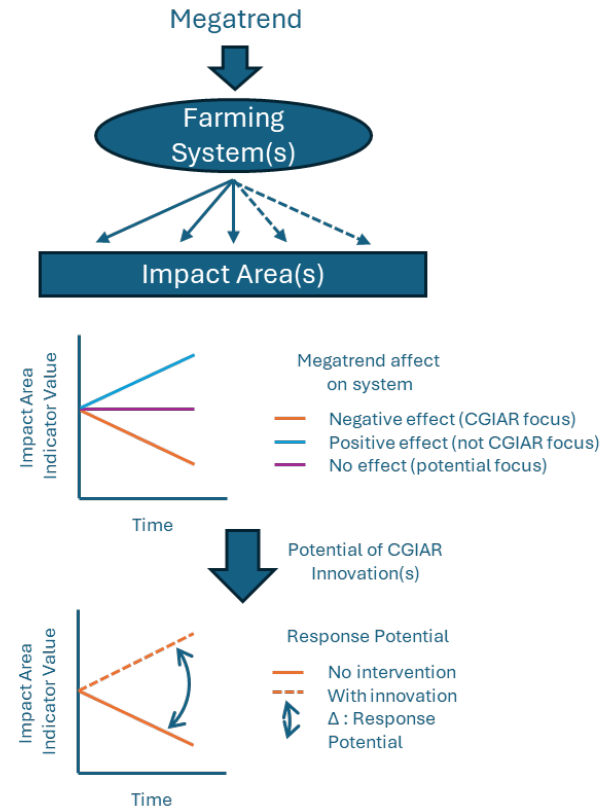 Megatrend
Farming
System(s)
Impact Area(s)
Impact Area
Indicator Value
Time
Megatrend affect
on system
Negative effect (CGIAR focus)
Positive effect (not CGIAR focus)
No effect (potential focus)
Potential of CGIAR
Innovation(s)
Impact Area
Indicator Value
Time
Response Potential
No intervention
With innovation
Δ : Response
Potential